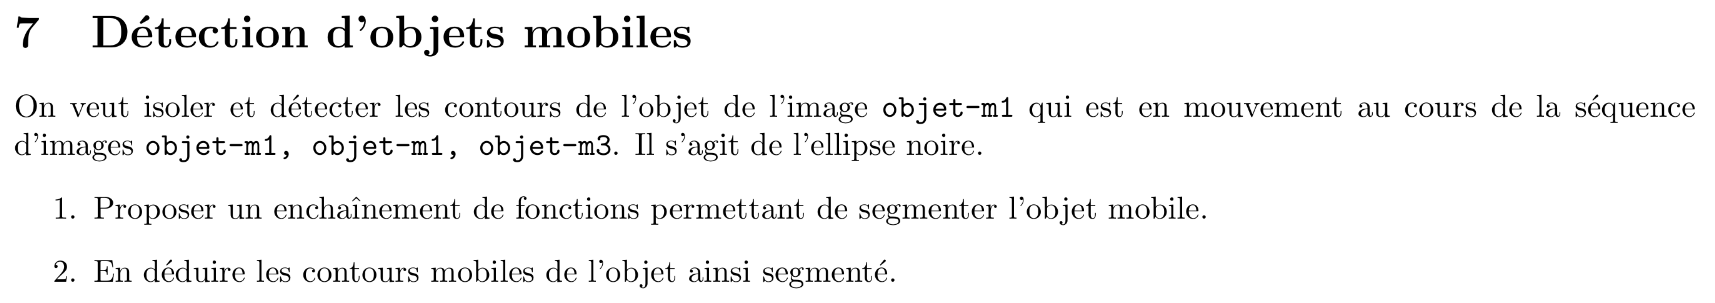 7 Détection d'objets mobiles
On veut isoler et détecter les contours de l'objet de l'image objet-m1 qui est en mouvement au cours de la séquence
d'images objet-m1, objet-m1, objet-m3. Il s'agit de l'ellipse noire.
1. Proposer un enchaînement de fonctions permettant de segmenter l'objet mobile.
2. En déduire les contours mobiles de l'objet ainsi segmenté.